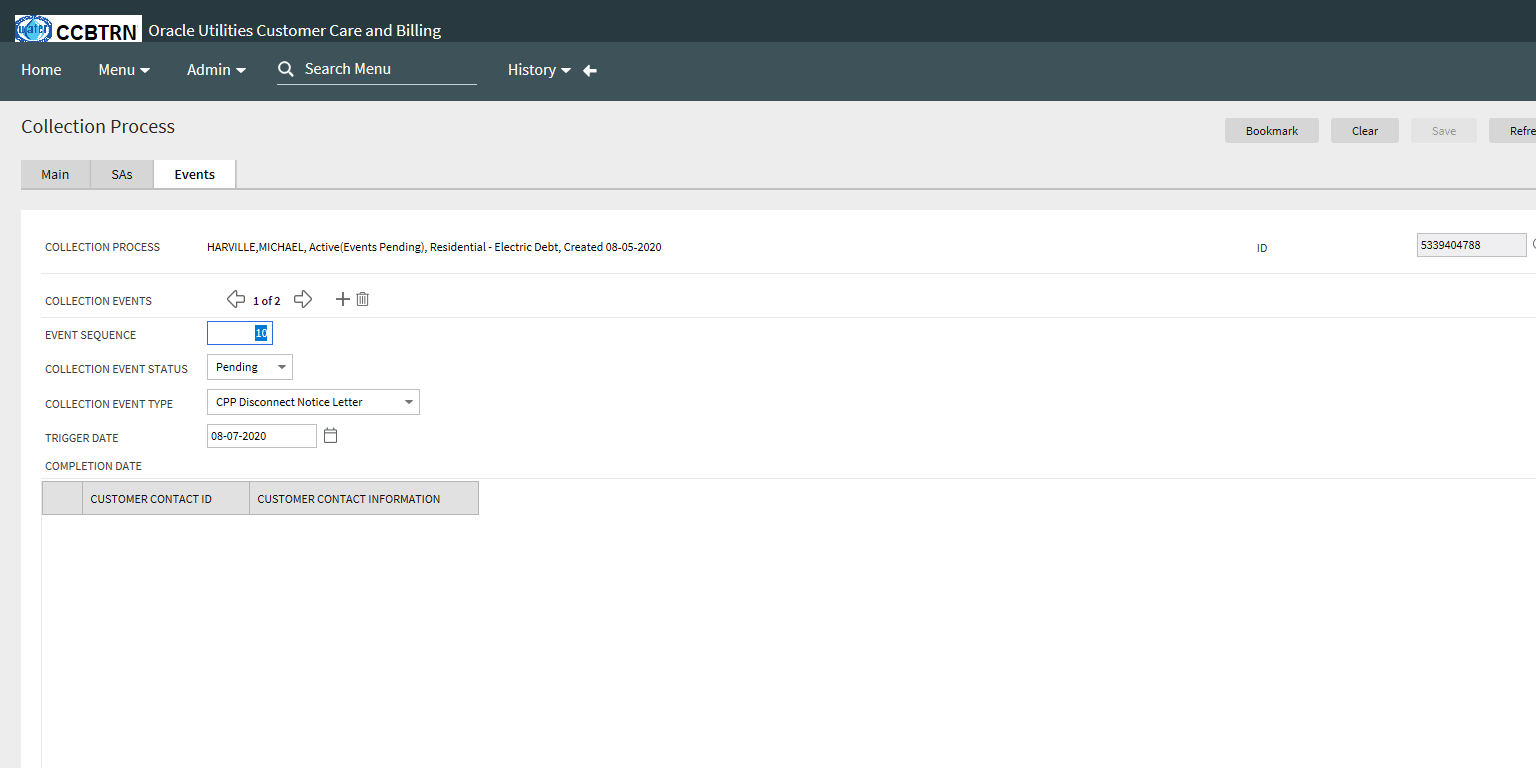 water CCBTRN Oracle Utilities Customer Care and Billing
Home Menu Admin Search Menu History
Collection Process
Bookmark Clear Save Refre
Main SAs Events
COLLECTION PROCESS HARVILLE,MICHAEL, Active(Events Pending), Residential - Electric Debt, Created 08-05-2020 ID 5339404788
COLLECTION EVENTS 1 of 2
EVENT SEQUENCE 10
COLLECTION EVENT STATUS Pending
COLLECTION EVENT TYPE CPP Disconnect Notice Letter
TRIGGER DATE 08-07-2020
COMPLETION DATE
CUSTOMER CONTACT ID CUSTOMER CONTACT INFORMATION